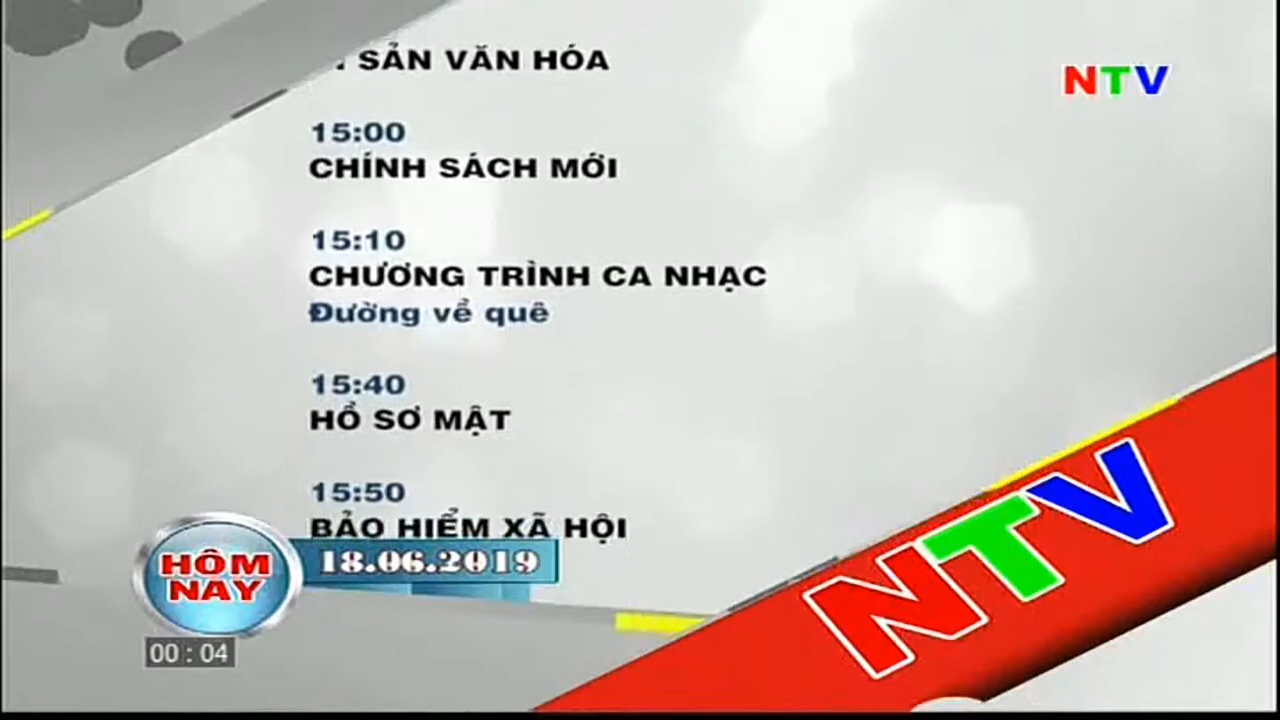 SẢN VĂN HÓA
NTV
15:00
CHÍNH SÁCH MỚI
15:10
CHƯƠNG TRÌNH CA NHẠC
Đường về quê
15:40
HỒ SƠ MẬT
15:50
BẢO HIỂM XÃ HỘI
HÔM
NAY
18.06.2019
NTV
00 : 04